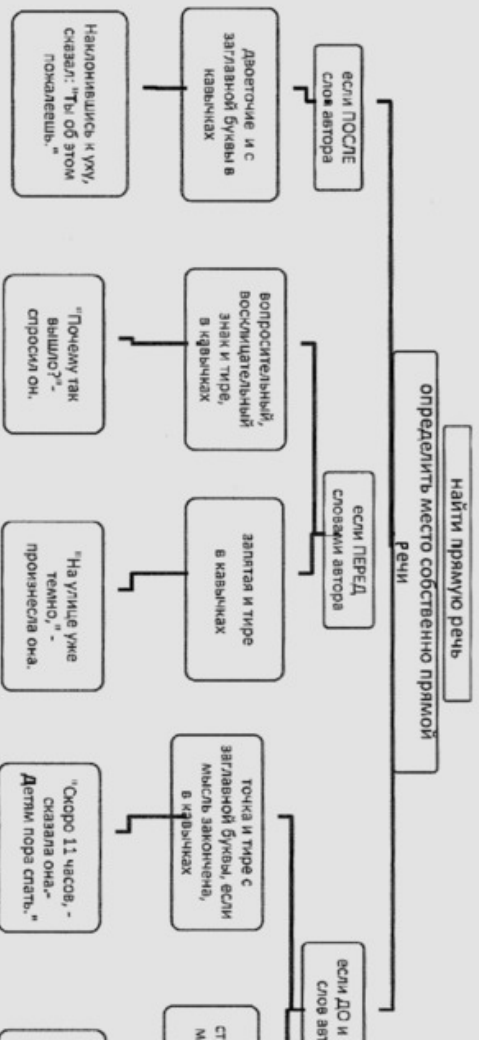 найти прямую речь
определить место собственно прямой
речи
если ПОСЛЕ
слов автора
если ПЕРЕД
словами автора
если ДО и
слов
двоеточие и с
заглавной буквы в
кавычках
вопросительный,
восклицательный
знак и тире,
в кавычках
запятая и тире
в кавычках
точка и тире с
заглавной буквы, если
мысль закончена,
в кавычках
Наклонившись к уху,
сказал: "Ты об этом
пожалеешь."
"Почему так
вышло?"-
спросил он.
"На улице уже
темно," -
произнесла она.
"Скоро 11 часов, -
сказала она.-
Детям пора спать."